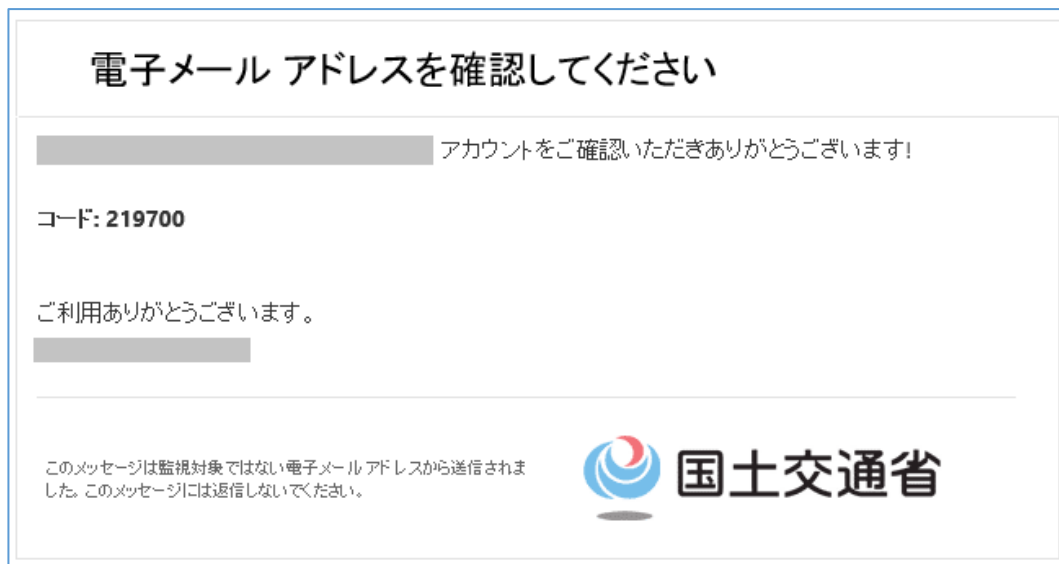 電子メール アドレスを確認してください
アカウントをご確認いただきありがとうございます!
コード: 219700
ご利用ありがとうございます。
このメッセージは監視対象ではない電子メール アドレスから送信されま
した。このメッセージには返信しないでください。
国土交通省